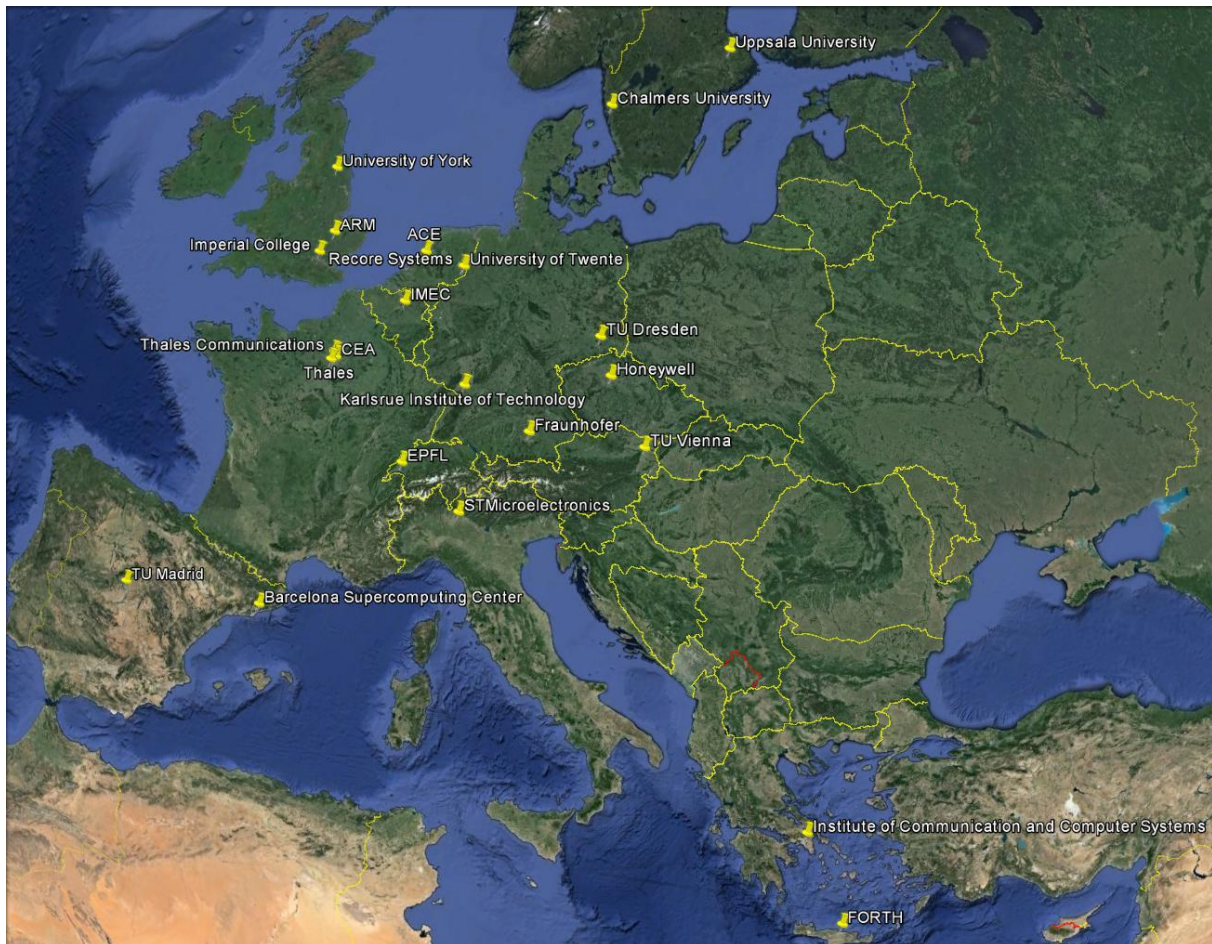 Uppsala University
Chalmers University
University of York
ARM
ACE
Imperial College
Recore Systems
University of Twente
IMEC
TU Dresden
Thales Communications
CEA
Thales
Honeywell
Karlsrue Institute of Technology
Fraunhofer
TU Vienna
EPFL
STMicroelectronics
TU Madrid
Barcelona Supercomputing Center
Institute of Communication and Computer Systems
FORTH